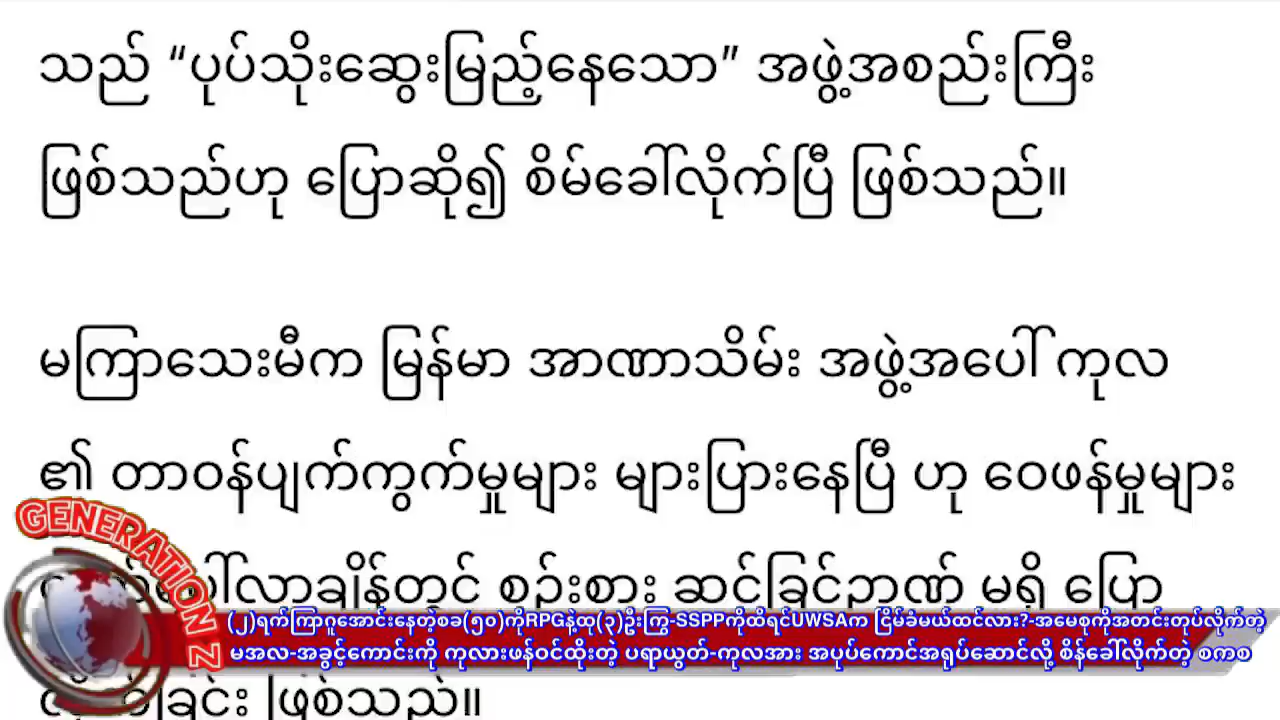 သည် “ပုပ်သိုးဆွေးမြည့်နေသော” အဖွဲ့အစည်းကြီး
ဖြစ်သည်ဟု ပြောဆို၍ စိမ်ခေါ်လိုက်ပြီ ဖြစ်သည်။
မကြာသေးမီက မြန်မာ အာဏာသိမ်း အဖွဲ့အပေါ် ကုလ
၏ တာဝန်ပျက်ကွက်မှုများ များပြားနေပြီ ဟု ဝေဖန်မှုများ
ပေါ်လာချိန်တွင် စဉ်းစား ဆင်ခြင်ဉာဏ် မရှိ ပြော
ခြင်း ဖြစ်သည်။
GENERATION Z
(၂)ရက်ကြာဂူအောင်းနေတဲ့စခ(၅၀)ကိုRPGနဲ့ထု(၃)ဦးကြွ-SSPPကိုထိရင်UWSAက ငြိမ်ခံမယ်ထင်လား?-အမေစုကိုအတင်းတုပ်လိုက်တဲ့
မအလ-အခွင့်ကောင်းကို ကုလားဖန်ဝင်ထိုးတဲ့ ပရာယွတ်-ကုလအား အပုပ်ကောင်အရုပ်ဆောင်လို့ စိန်ခေါ်လိုက်တဲ့ စကစ